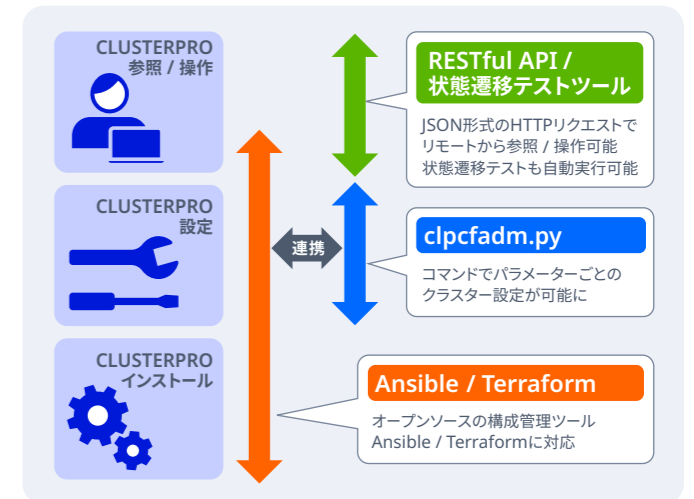 CLUSTERPRO
参照 / 操作
RESTful API /
状態遷移テストツール
JSON形式のHTTPリクエストで
リモートから参照 / 操作可能
状態遷移テストも自動実行可能
CLUSTERPRO
設定
連携
clpcfadm.py
コマンドでパラメーターごとの
クラスター設定が可能に
CLUSTERPRO
インストール
Ansible / Terraform
オープンソースの構成管理ツール
Ansible / Terraformに対応